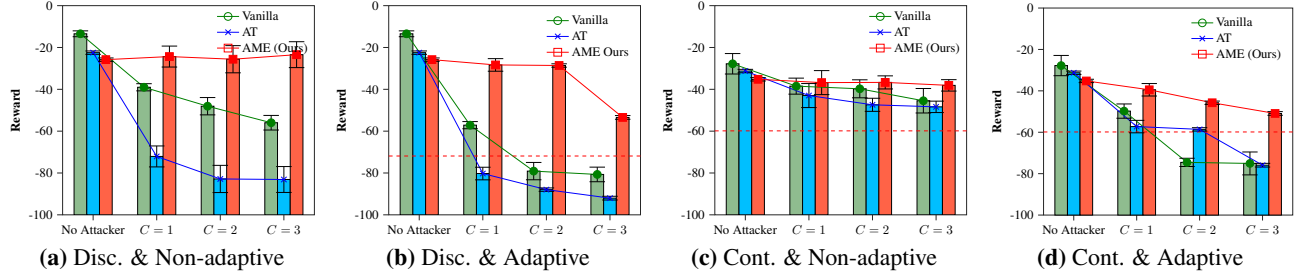 0
-20
-40
-60
-80
-100
Reward
Vanilla
AT
AME (Ours)
No Attacker
C = 1
C = 2
C = 3
(a) Disc. & Non-adaptive
0
-20
-40
-60
-80
-100
Reward
Vanilla
AT
AME Ours)
No Attacker
C = 1
C = 2
C = 3
(b) Disc. & Adaptive
0
-20
-40
-60
-80
-100
Reward
Vanilla
AT
AME (Ours)
No Attacker
C = 1
C = 2
C = 3
(c) Cont. & Non-adaptive
0
-20
-40
-60
-80
-100
Reward
Vanilla
AT
AME (Ours)
No Attacker
C = 1
C = 2
C = 3
(d) Cont. & Adaptive